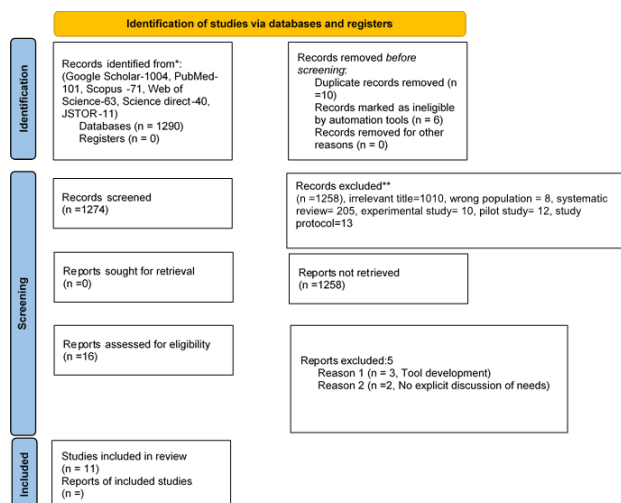 Identification of studies via databases and registers
Identification
Records identified from*:
(Google Scholar-1004, PubMed-
101, Scopus -71, Web of
Science-63, Science direct-40,
JSTOR-11)
Databases (n = 1290)
Registers (n = 0)
Records removed before
screening:
Duplicate records removed (n
=10)
Records marked as ineligible
by automation tools (n = 6)
Records removed for other
reasons (n = 0)
Screening
Records screened
(n =1274)
Records excluded**
(n =1258), irrelevant title=1010, wrong population = 8, systematic
review= 205, experimental study= 10, pilot study= 12, study
protocol=13
Reports sought for retrieval
(n =0)
Reports not retrieved
(n =1258)
Reports assessed for eligibility
(n =16)
Reports excluded:5
Reason 1 (n = 3, Tool development)
Reason 2 (n =2, No explicit discussion of needs)
Included
Studies included in review
(n = 11)
Reports of included studies
(n =)